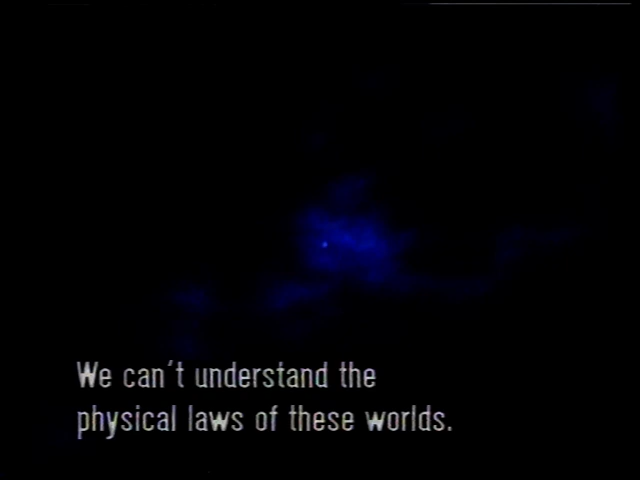 We can't understand the
physical laws of these worlds.